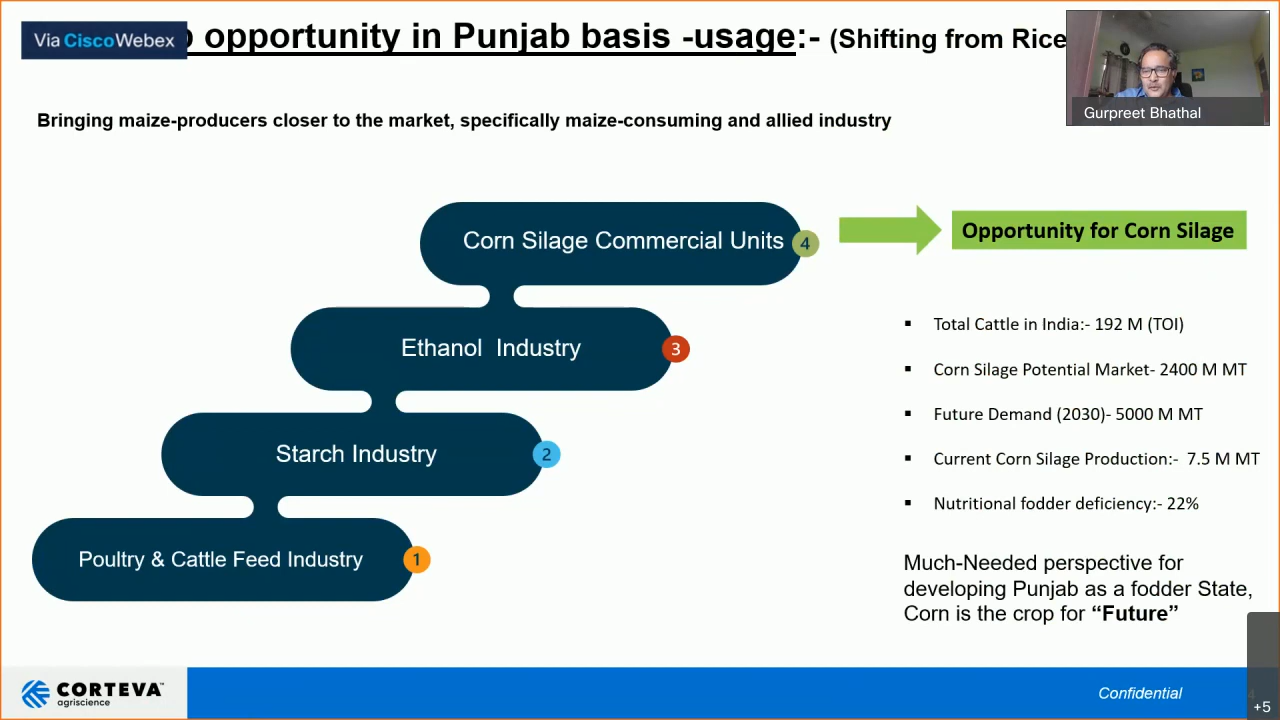 Via Cisco Webex
opportunity in Punjab basis -usage:- (Shifting from Rice
Gurpreet Bhathal
Bringing maize-producers closer to the market, specifically maize-consuming and allied industry
Corn Silage Commercial Units 4
Opportunity for Corn Silage
Ethanol Industry 3
Starch Industry 2
Poultry & Cattle Feed Industry 1
▪ Total Cattle in India:- 192 M (TOI)
▪ Corn Silage Potential Market- 2400 M MT
▪ Future Demand (2030)- 5000 M MT
▪ Current Corn Silage Production:- 7.5 M MT
▪ Nutritional fodder deficiency:- 22%
Much-Needed perspective for
developing Punjab as a fodder State,
Corn is the crop for “Future”
CORTEVA™
agriscience
Confidential
4
+5